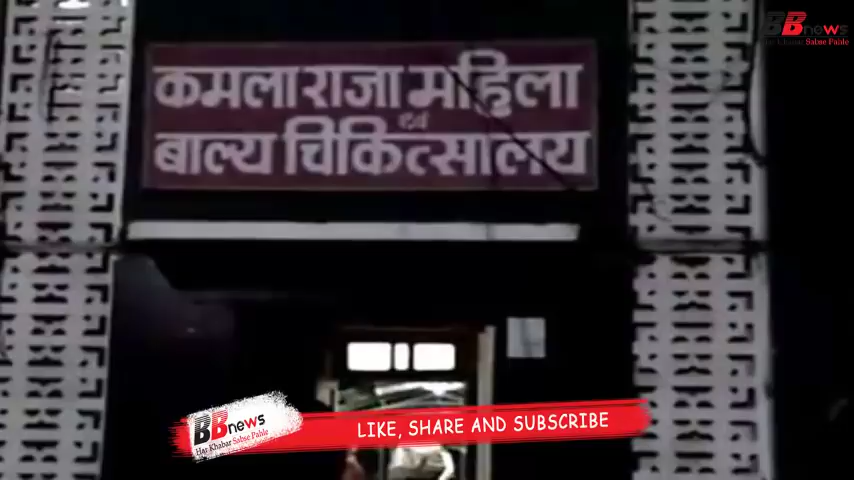 BBnews
Har Khabar Sabse Pahle
कमलाराजा महिला
एवं
बाल्य चिकित्सालय
BBnews
Har Khabar Sabse Pahle
LIKE, SHARE AND SUBSCRIBE